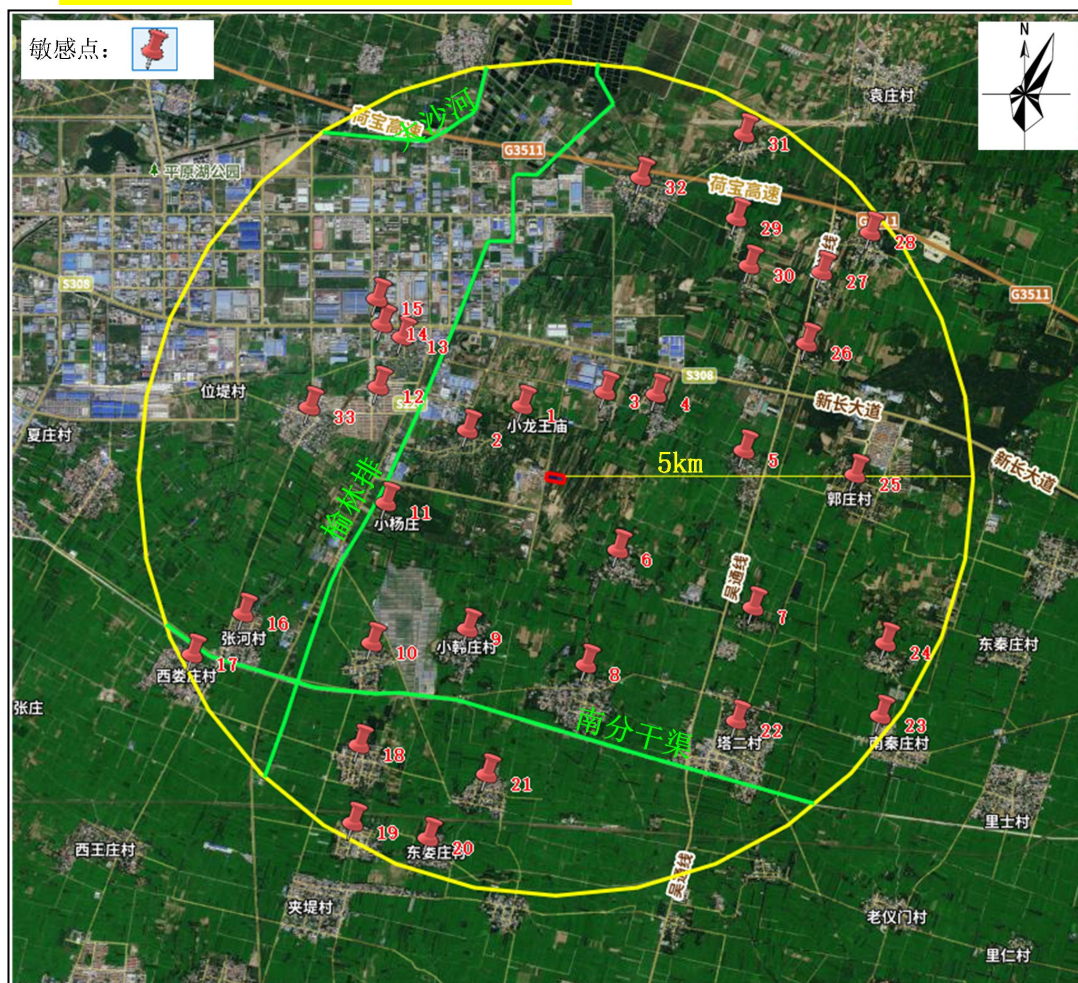 敏感点：
N
袁庄村
大沙河
菏宝高速
G3511
31
平原湖公园
32
菏宝高速
29
G3511
28
30
27
S308
G3511
15
14
13
26
位堤村
12
S308
33
1
3
4
新长大道
夏庄村
2
小龙王庙
5km
5
新长大道
25
郭庄村
榆林排
11
小杨庄
6
吴通线
7
16
张河村
9
小韩庄村
10
24
东秦庄村
17
西娄庄村
8
张庄
南分干渠
22
塔二村
23
南秦庄村
18
21
里士村
19
20
东娄庄村
西王庄村
吴通线
夹堤村
老仪门村
里仁村